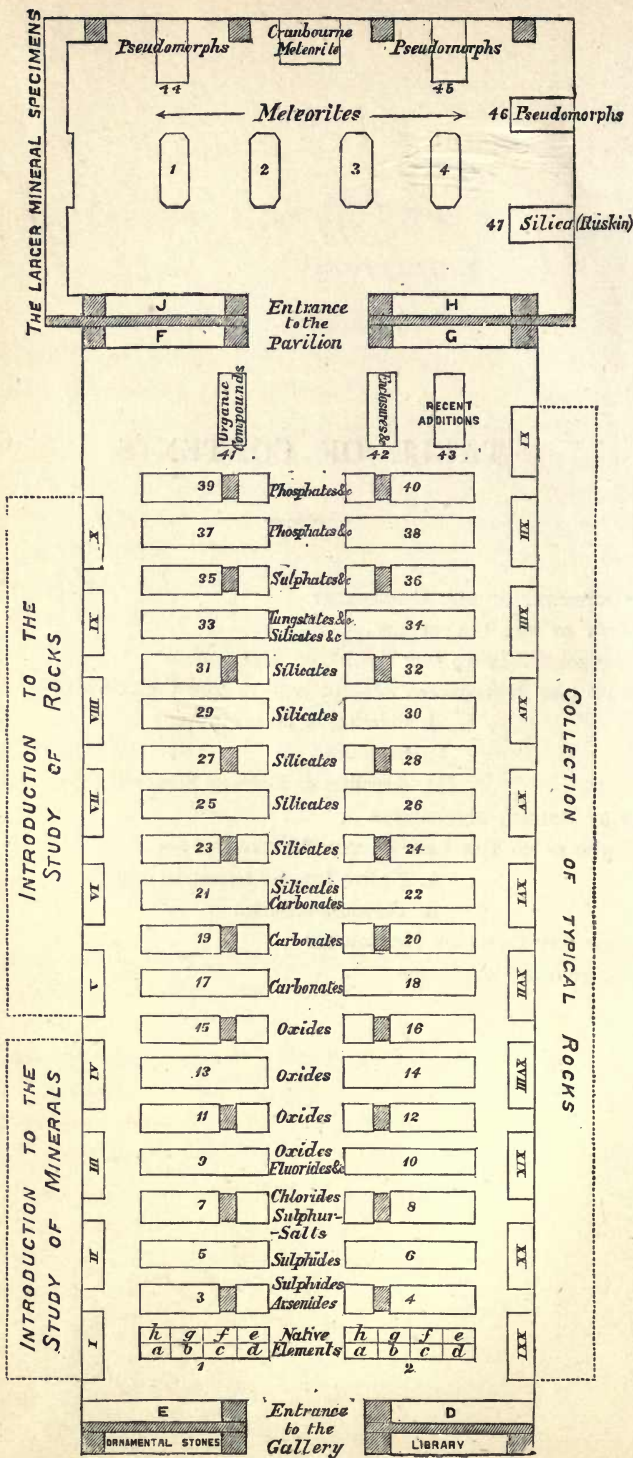 THE LARGER MINERAL SPECIMENS
Pseudomorphs
44
Cranbourne
Meteorite
Pseudomorphs
45
Meteorites
46 Pseudomorphs
1 2 3 4
47 Silica (Ruskin)
J H
F G
Entrance
to the
Pavilion
Organic
Compounds
41
Enclosures &c
42
RECENT
ADDITIONS
43
39 Phosphates &c 40
37 Phosphates &c 38
35 Sulphates &c 36
33 Tungstates &c 34
Silicates &c
31 Silicates 32
29 Silicates 30
27 Silicates 28
25 Silicates 26
23 Silicates 24
21 Silicates 22
Carbonates
19 Carbonates 20
17 Carbonates 18
15 Oxides 16
13 Oxides 14
11 Oxides 12
9 Oxides 10
Fluorides &c
7 Chlorides 8
Sulphur-
-Salts
5 Sulphides 6
3 Sulphides 4
Arsenides
h g f e Native h g f e
a b c d Elements a b c d
1 2
INTRODUCTION TO THE
STUDY OF ROCKS
X
IX
VIII
VII
VI
V
INTRODUCTION TO THE
STUDY OF MINERALS
IV
III
II
I
COLLECTION OF TYPICAL ROCKS
XI
XII
XIII
XIV
XV
XVI
XVII
XVIII
XIX
XX
XXI
E D
Entrance
to the
Gallery
ORNAMENTAL STONES
LIBRARY